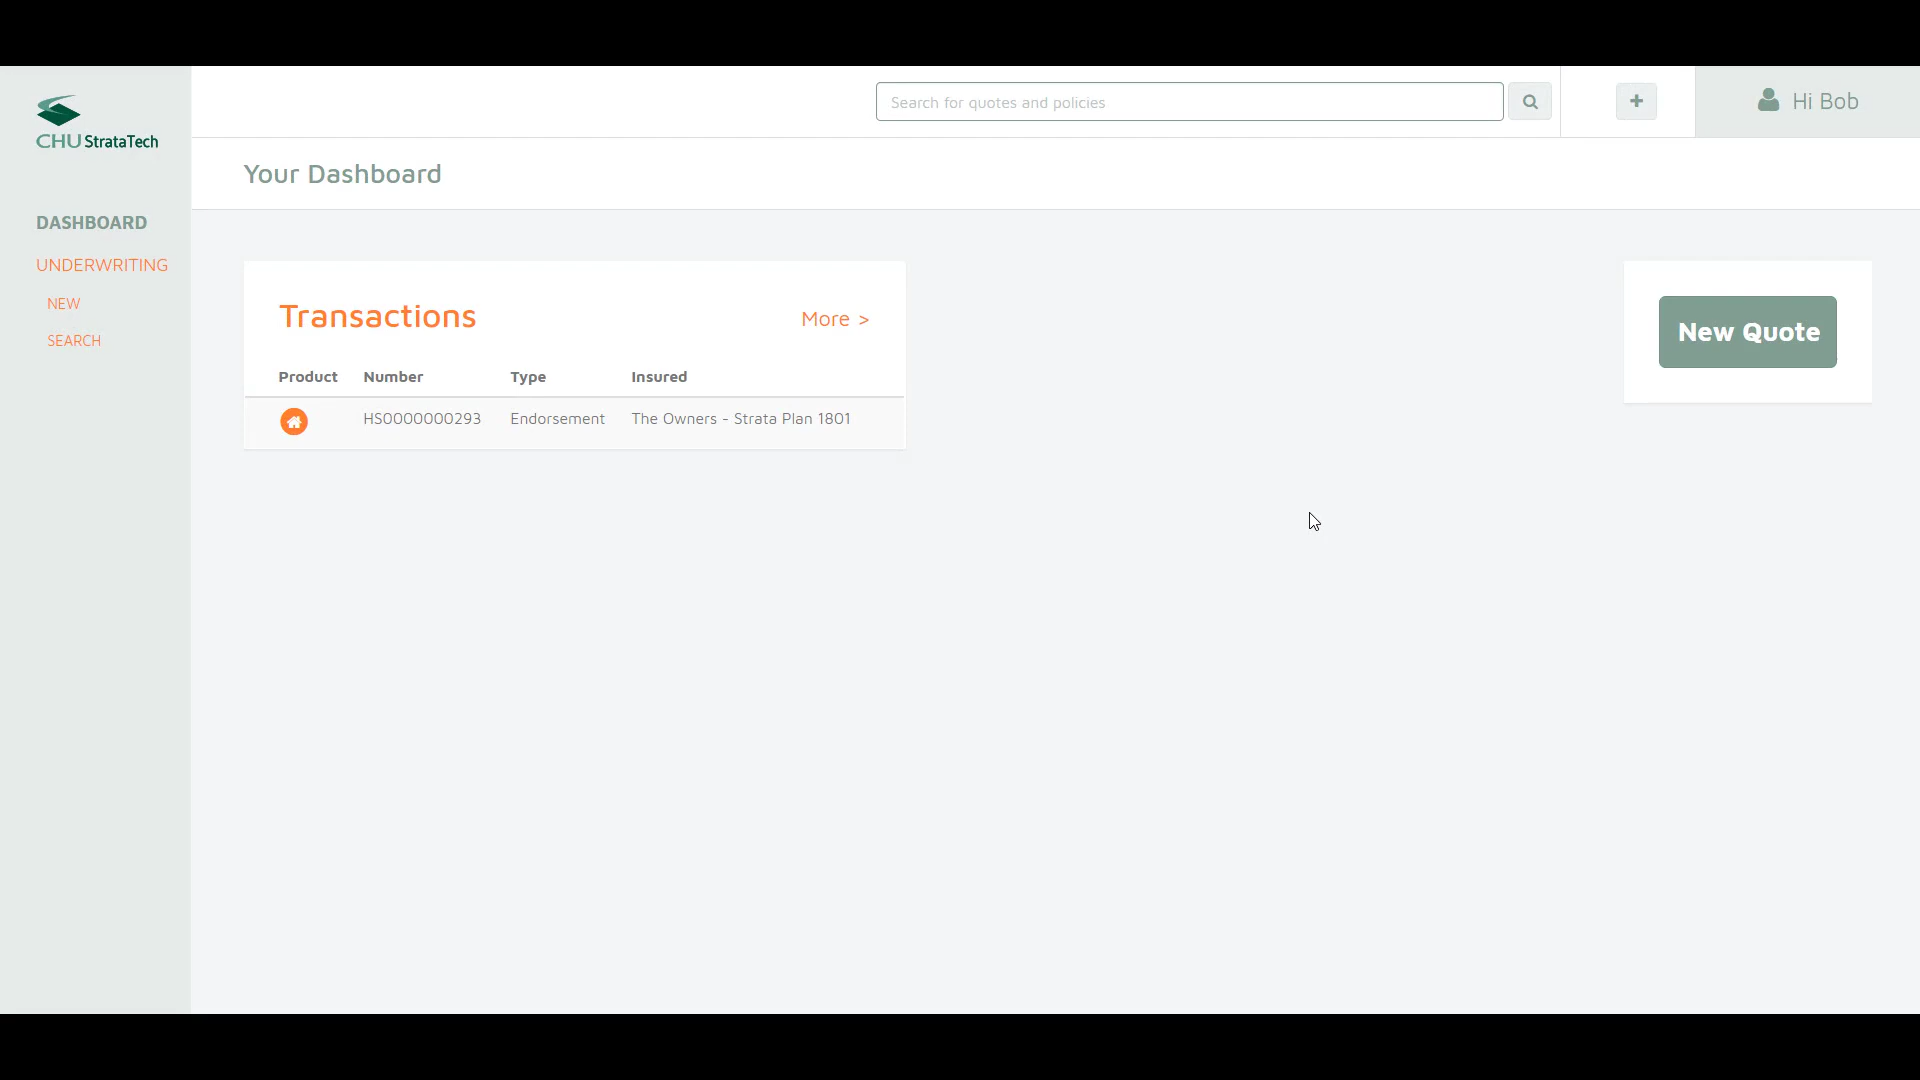 CHU StrataTech
Hi Bob
Search for quotes and policies
Your Dashboard
DASHBOARD
UNDERWRITING
NEW
SEARCH
Transactions
More >
Product Number Type Insured
HS0000000293 Endorsement The Owners - Strata Plan 1801
New Quote